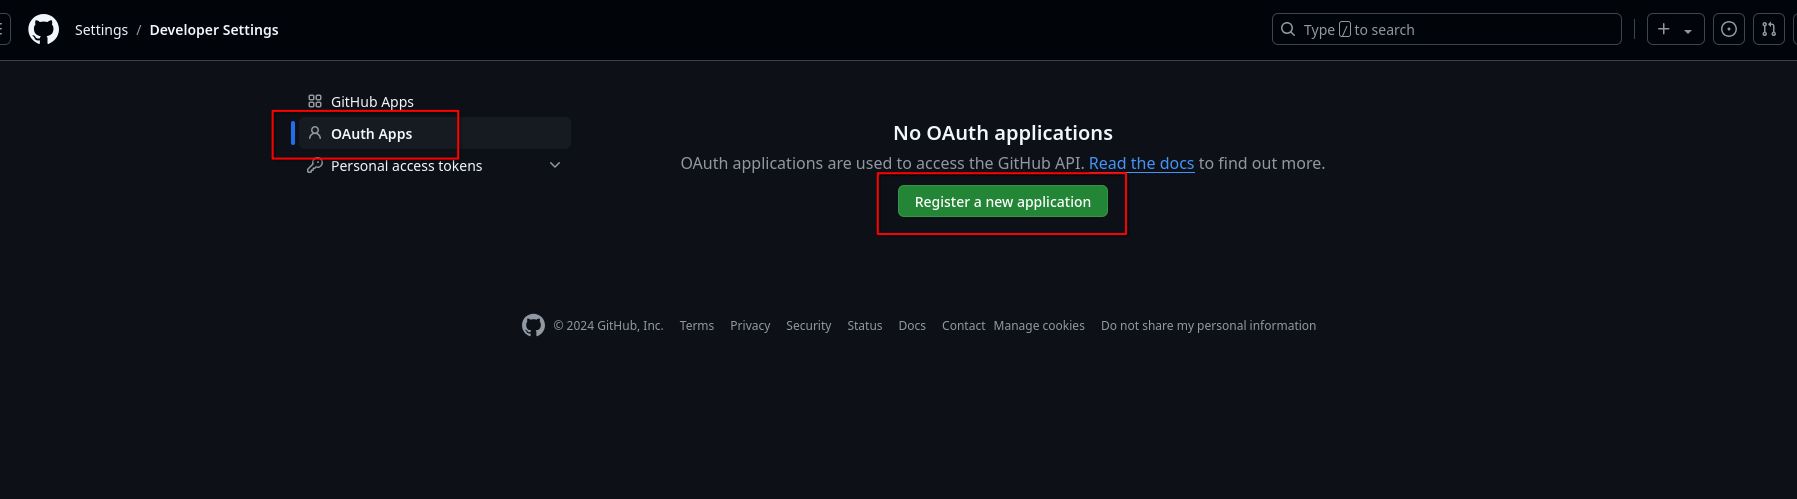 Settings / Developer Settings
Type / to search
GitHub Apps
OAuth Apps
Personal access tokens
No OAuth applications
OAuth applications are used to access the GitHub API. Read the docs to find out more.
Register a new application
© 2024 GitHub, Inc. Terms Privacy Security Status Docs Contact Manage cookies Do not share my personal information